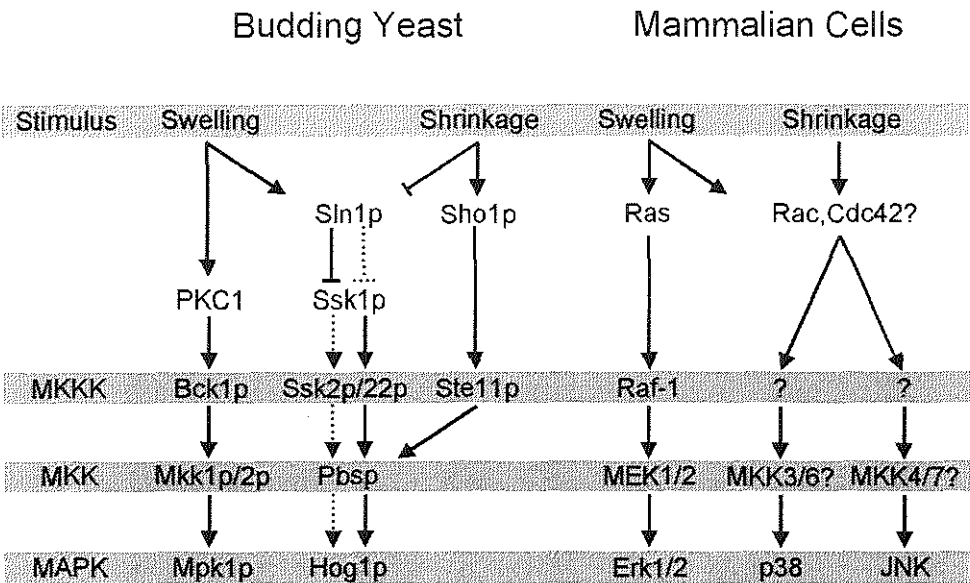 Budding Yeast Mammalian Cells
Stimulus Swelling Shrinkage Swelling Shrinkage
Sln1p Sho1p Ras Rac,Cdc42?
PKC1 Ssk1p
MKKK Bck1p Ssk2p/22p Ste11p Raf-1 ? ?
MKK Mkk1p/2p Pbsp MEK1/2 MKK3/6? MKK4/7?
MAPK Mpk1p Hog1p Erk1/2 p38 JNK